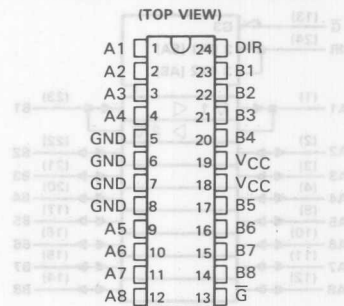 (TOP VIEW)
A1 1 24 DIR
A2 2 23 B1
A3 3 22 B2
A4 4 21 B3
GND 5 20 B4
GND 6 19 VCC
GND 7 18 VCC
GND 8 17 B5
A5 9 16 B6
A6 10 15 B7
A7 11 14 B8
A8 12 13 G̅